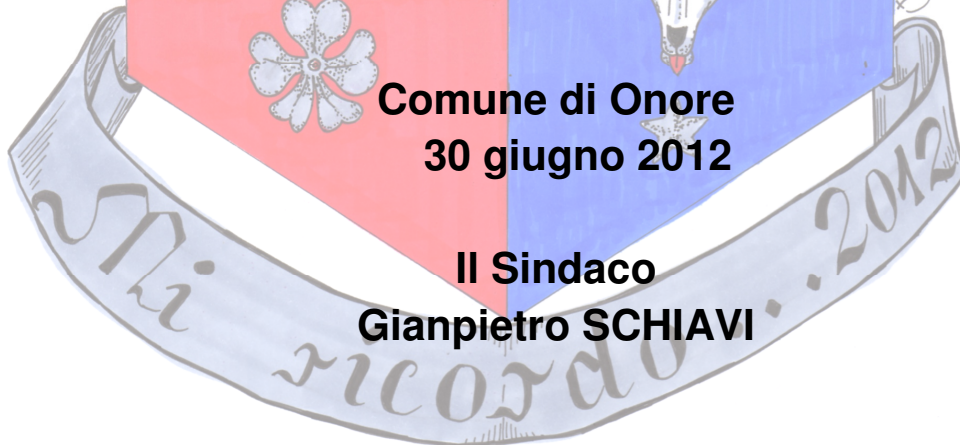 Comune di Onore
30 giugno 2012
Il Sindaco
Gianpietro SCHIAVI
Mi ricordo...2012